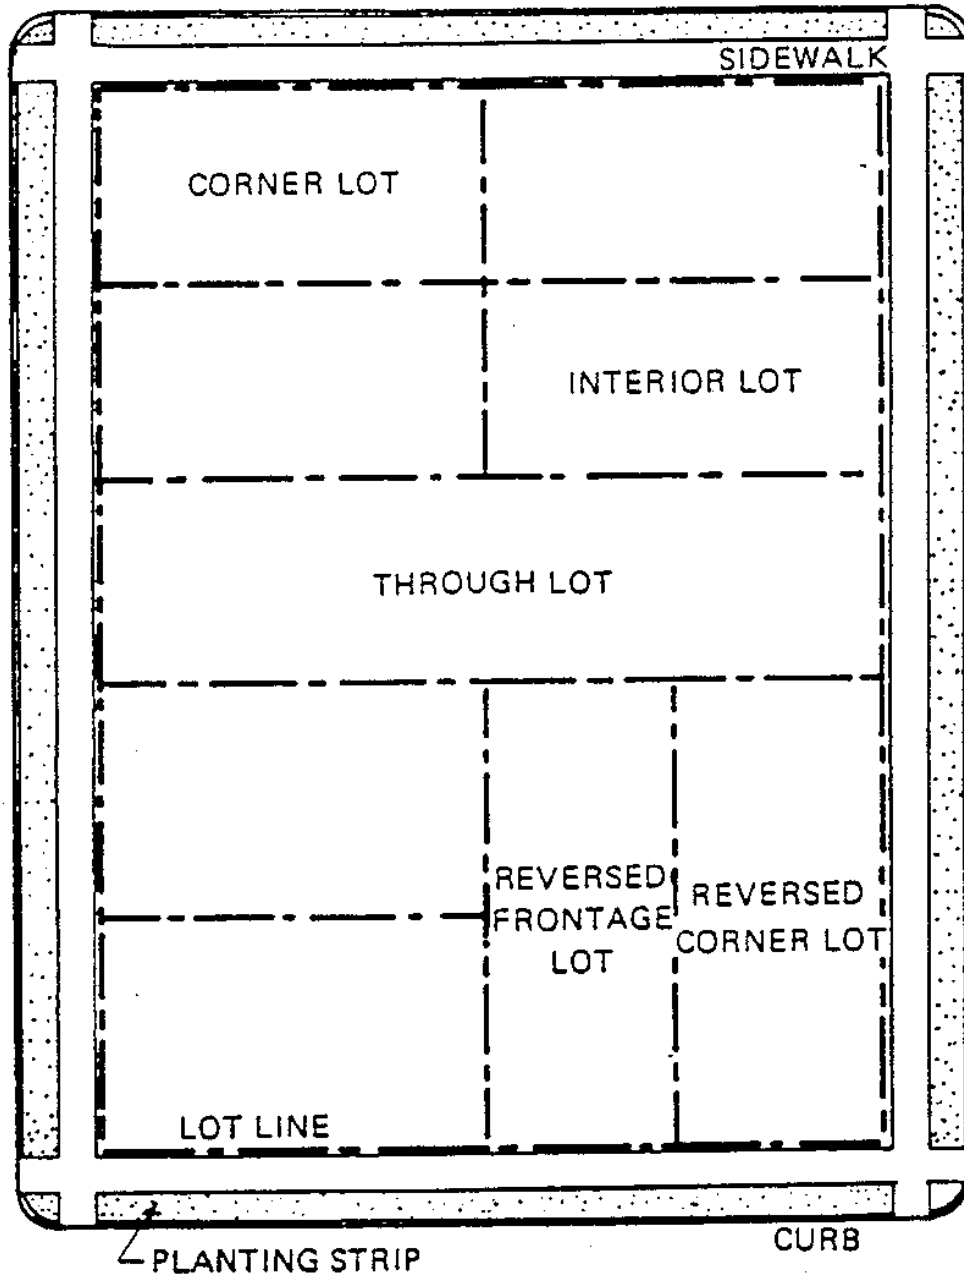 SIDEWALK
CORNER LOT
INTERIOR LOT
THROUGH LOT
REVERSED
FRONTAGE
LOT
REVERSED
CORNER LOT
LOT LINE
CURB
PLANTING STRIP